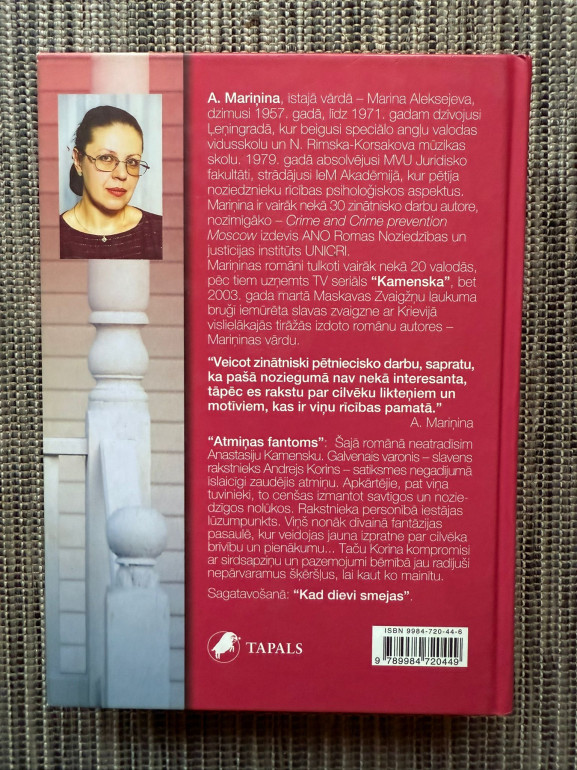 A. Mariņina, īstajā vārdā – Marina Aleksejeva,
dzimusi 1957. gadā, līdz 1971. gadam dzīvojusi
Ļeņingradā, kur beigusi speciālo angļu valodas
vidusskolu un N. Rimska-Korsakova mūzikas
skolu. 1979. gadā absolvējusi MVU Juridisko
fakultāti, strādājusi IeM Akadēmijā, kur pētīja
noziedznieku rīcības psiholoģiskos aspektus.
Mariņina ir vairāk nekā 30 zinātnisko darbu autore,
nozīmīgāko – Crime and Crime prevention
Moscow izdevis ANO Romas Noziedzības un
justīcijas institūts UNICRI.
Mariņinas romāni tulkoti vairāk nekā 20 valodās,
pēc tiem uzņemts TV seriāls "Kamenska", bet
2003. gada martā Maskavas Zvaigžņu laukuma
bruģī iemūrēta slavas zvaigzne ar Krievijā
vislielākajās tirāžās izdoto romānu autores –
Mariņinas vārdu.
"Veicot zinātniski pētniecisko darbu, sapratu,
ka pašā noziegumā nav nekā interesanta,
tāpēc es rakstu par cilvēku likteņiem un
motīviem, kas ir viņu rīcības pamatā."
A. Mariņina
"Atmiņas fantoms": Šajā romānā neatradīsim
Anastasiju Kamensku. Galvenais varonis – slavens
rakstnieks Andrejs Korins – satiksmes negadījumā
īslaicīgi zaudējis atmiņu. Apkārtējie, pat viņa
tuvinieki, to cenšas izmantot savtīgos un nozie-
dzīgos nolūkos. Rakstnieka personībā iestājas
lūzumpunkts. Viņš nonāk dīvainā fantāzijas
pasaulē, kur veidojas jauna izpratne par cilvēka
brīvību un pienākumu... Taču Korina kompromisi
ar sirdsapziņu un pazemojumi bērnībā jau radījuši
nepārvaramus šķēršļus, lai kaut ko mainītu.
Sagatavošanā: "Kad dievi smejas".
TAPALS
ISBN 9984-720-44-6
9 789984 720449